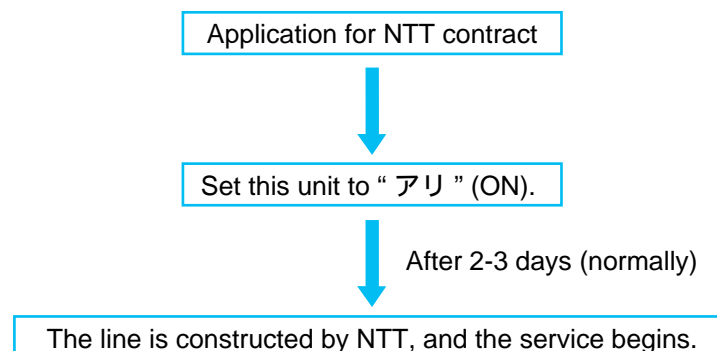 Application for NTT contract
Set this unit to “ アリ ” (ON).
After 2-3 days (normally)
The line is constructed by NTT, and the service begins.